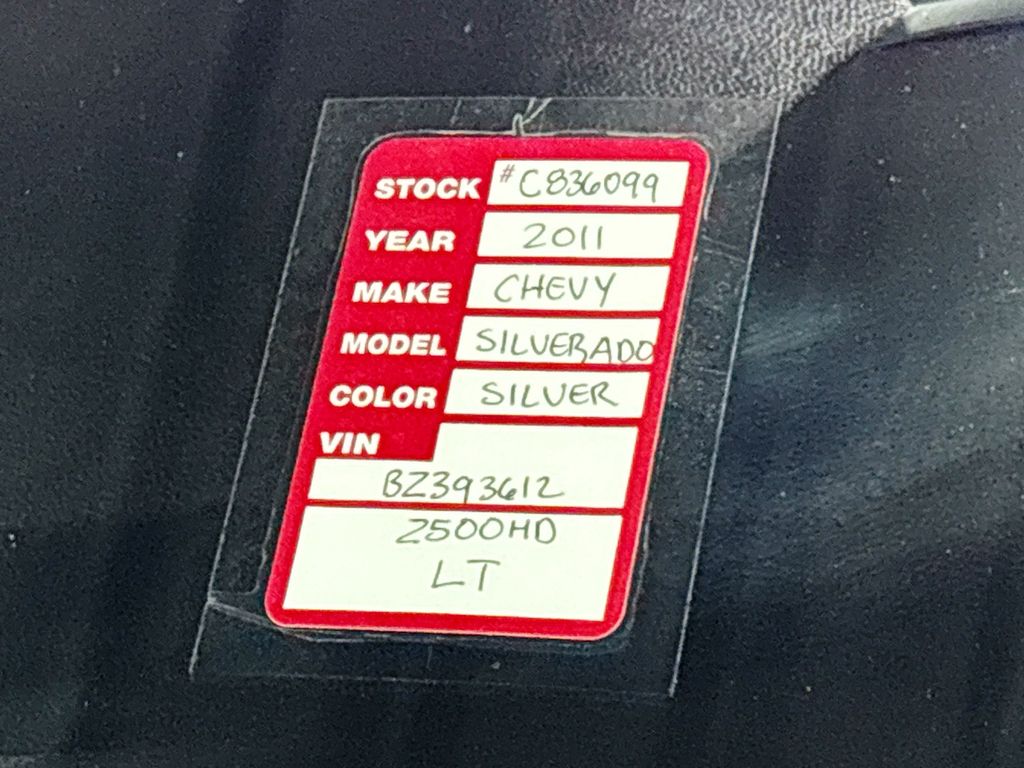 STOCK #C836099
YEAR 2011
MAKE CHEVY
MODEL SILVERADO
COLOR SILVER
VIN
BZ393612
2500HD
LT